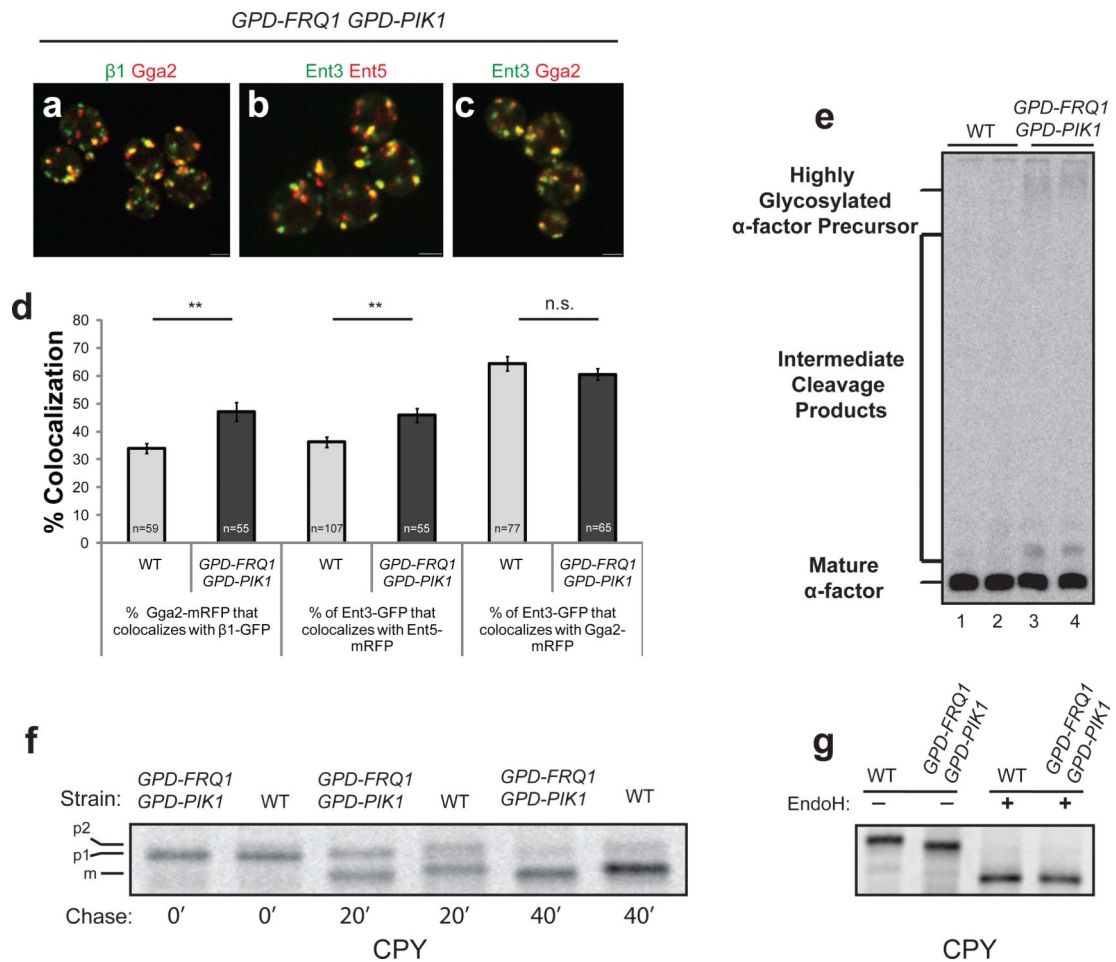 GPD-FRQ1 GPD-PIK1
β1 Gga2
Ent3 Ent5
Ent3 Gga2
a
b
c
d
% Colocalization
80
70
60
50
40
30
20
10
0
**
**
n.s.
n=59
n=55
n=107
n=55
n=77
n=65
WT
GPD-FRQ1
GPD-PIK1
WT
GPD-FRQ1
GPD-PIK1
WT
GPD-FRQ1
GPD-PIK1
% Gga2-mRFP that
colocalizes with β1-GFP
% of Ent3-GFP that
colocalizes with Ent5-
mRFP
% of Ent3-GFP that
colocalizes with Gga2-
mRFP
e
WT
GPD-FRQ1
GPD-PIK1
Highly
Glycosylated
α-factor Precursor
Intermediate
Cleavage
Products
Mature
α-factor
1 2 3 4
f
Strain:
GPD-FRQ1
GPD-PIK1
WT
GPD-FRQ1
GPD-PIK1
WT
GPD-FRQ1
GPD-PIK1
WT
p2
p1
m
Chase: 0′ 0′ 20′ 20′ 40′ 40′
CPY
g
WT
GPD-FRQ1
GPD-PIK1
WT
GPD-FRQ1
GPD-PIK1
EndoH: – – + +
CPY